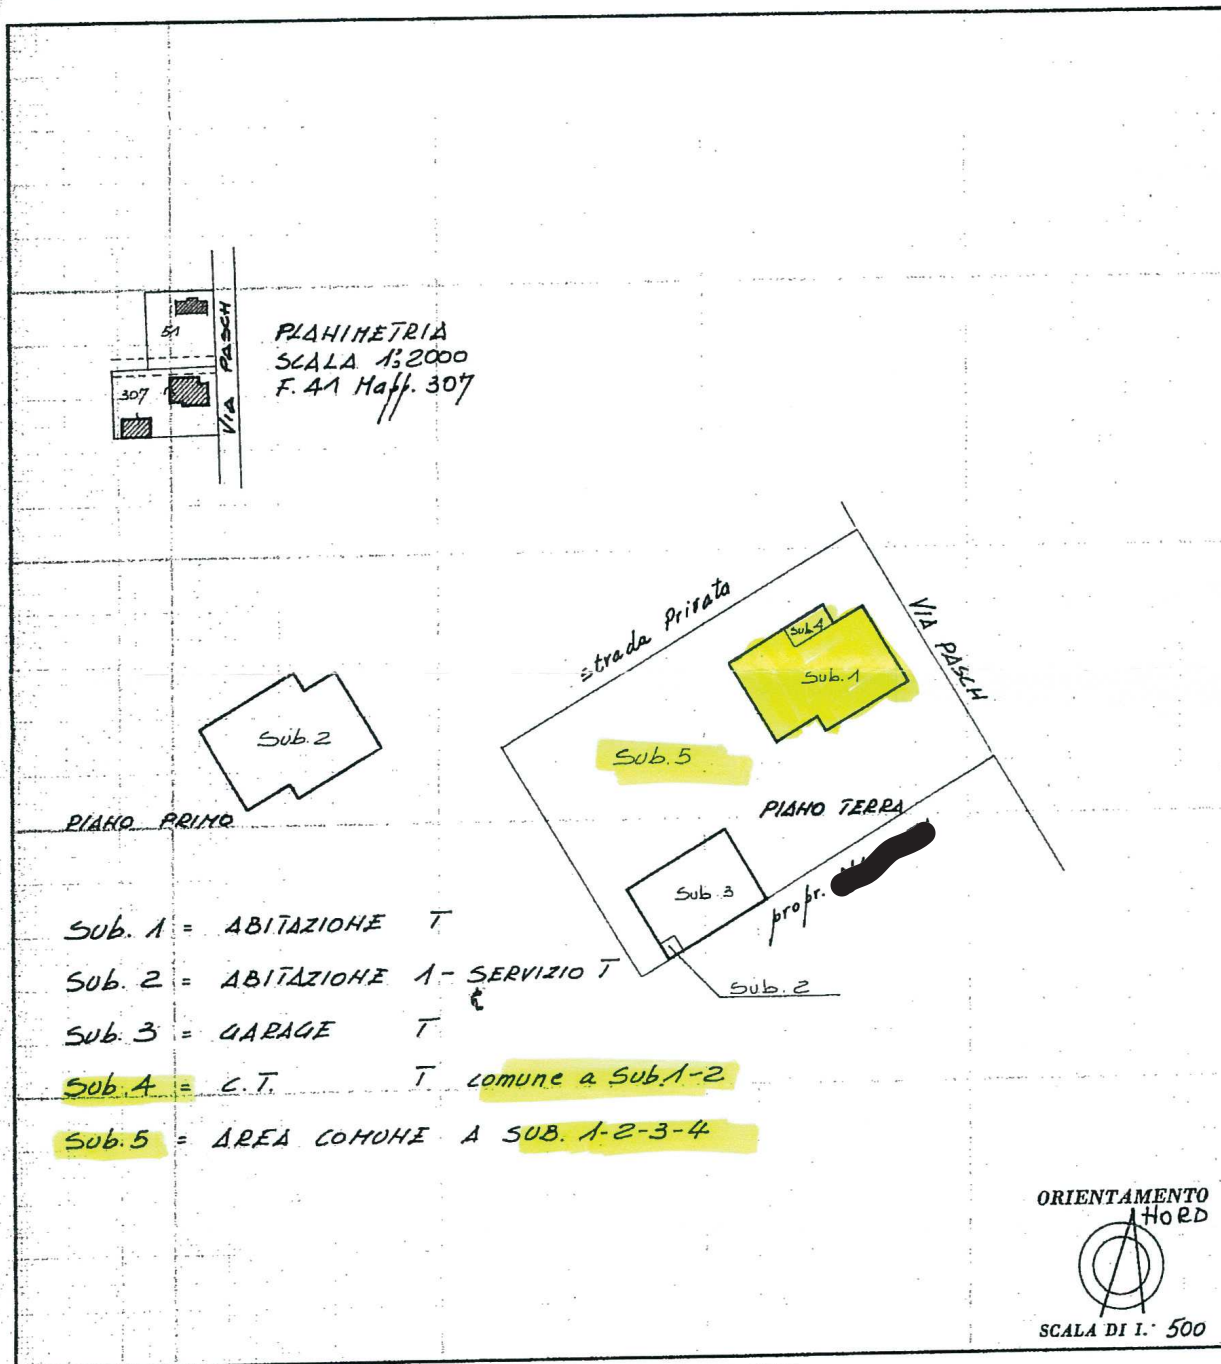 51
307
VIA PASCH
PLANIMETRIA
SCALA 1:2000
F. 41 Mapp. 307
strada Privata
VIA PASCH
Sub. 4
Sub. 1
Sub. 2
Sub. 5
PIANO TERRA
PIANO PRIMO
Sub. 3
propr.
Sub. 2
Sub. 1 = ABITAZIONE T
Sub. 2 = ABITAZIONE 1 - SERVIZIO T
Sub. 3 = GARAGE T
Sub. 4 = C.T. T comune a Sub. 1-2
Sub. 5 = AREA COMUNE A SUB. 1-2-3-4
ORIENTAMENTO
NORD
SCALA DI 1: 500